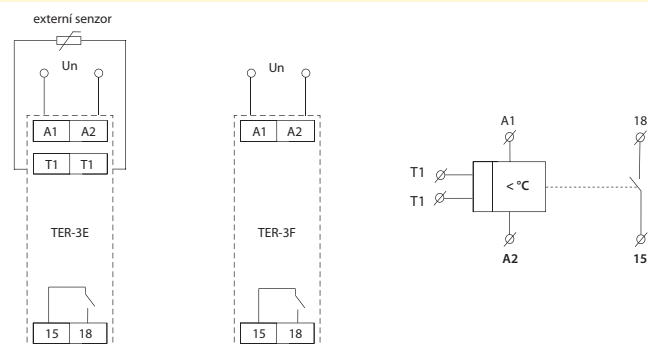 externí senzor
Un
A1 A2
T1 T1
TER-3E
15 18
Un
A1 A2
TER-3F
15 18
A1
18
T1
T1
< °C
A2
15